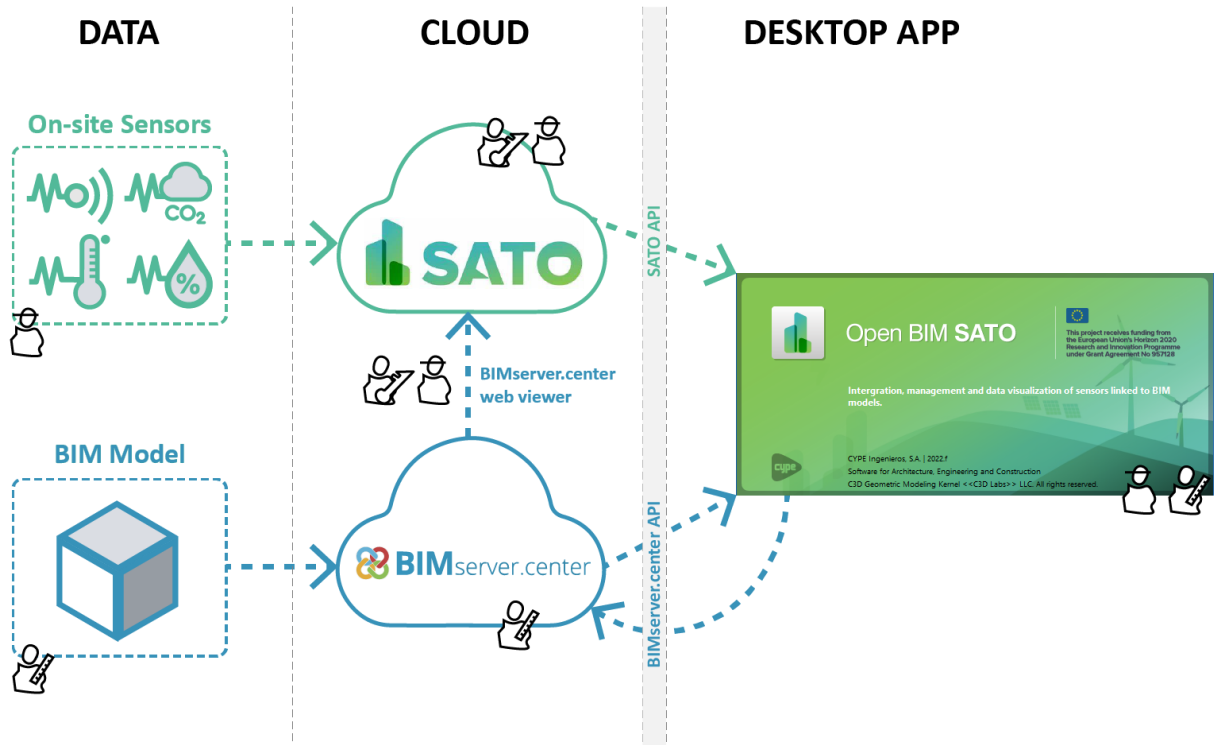 DATA
CLOUD
DESKTOP APP
On-site Sensors
CO2
%
SATO
SATO API
Open BIM SATO
This project receives funding from
the European Union's Horizon 2020
Research and Innovation Programme
under Grant Agreement No 957128
Intergration, management and data visualization of sensors linked to BIM
models.
cype
CYPE Ingenieros, S.A. | 2022.f
Software for Architecture, Engineering and Construction
C3D Geometric Modeling Kernel <<C3D Labs>> LLC. All rights reserved.
BIMserver.center
web viewer
BIM Model
BIMserver.center
BIMserver.center API